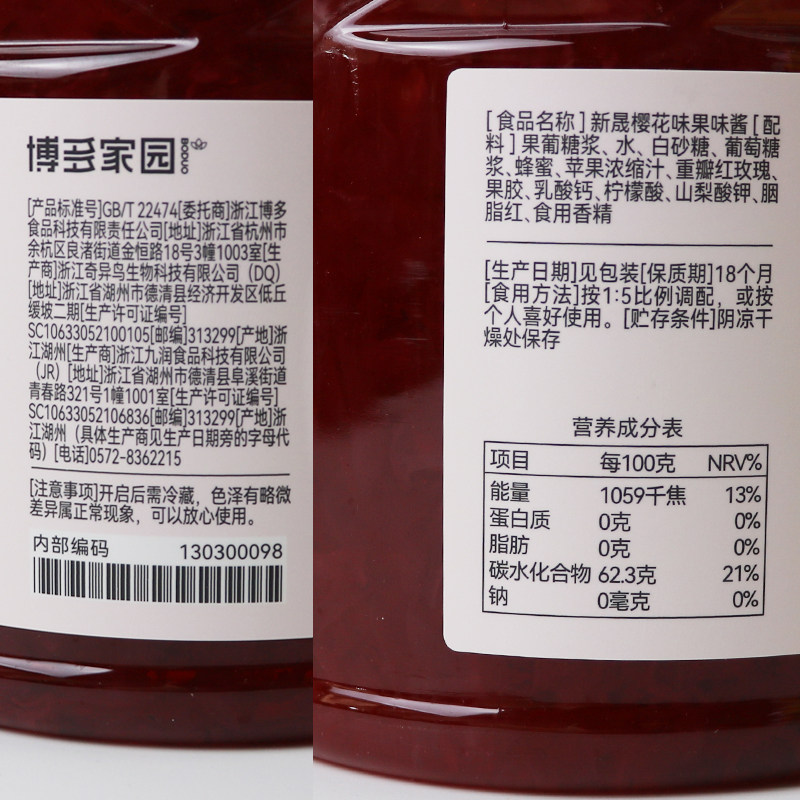 博多家园
BODUO
[产品标准号]GB/T 22474[委托商]浙江博多
食品科技有限责任公司[地址]浙江省杭州市
余杭区良渚街道金恒路18号3幢1003室[生
产商]浙江奇异鸟生物科技有限公司（DQ）
[地址]浙江省湖州市德清县经济开发区低丘
缓坡二期[生产许可证编号]
SC10633052100105[邮编]313299[产地]浙
江湖州[生产商]浙江九润食品科技有限公司
（JR）[地址]浙江省湖州市德清县阜溪街道
青春路321号1幢1001室[生产许可证编号]
SC10633052106836[邮编]313299[产地]浙
江湖州（具体生产商见生产日期旁的字母代
码）[电话]0572-8362215
[注意事项]开启后需冷藏，色泽有略微
差异属正常现象，可以放心使用。
内部编码 130300098
[食品名称]新晟樱花味果味酱[配
料]果葡糖浆、水、白砂糖、葡萄糖
浆、蜂蜜、苹果浓缩汁、重瓣红玫瑰、
果胶、乳酸钙、柠檬酸、山梨酸钾、胭
脂红、食用香精
[生产日期]见包装[保质期]18个月
[食用方法]按1:5比例调配，或按
个人喜好使用。[贮存条件]阴凉干
燥处保存
营养成分表
项目 每100克 NRV%
能量 1059千焦 13%
蛋白质 0克 0%
脂肪 0克 0%
碳水化合物 62.3克 21%
钠 0毫克 0%